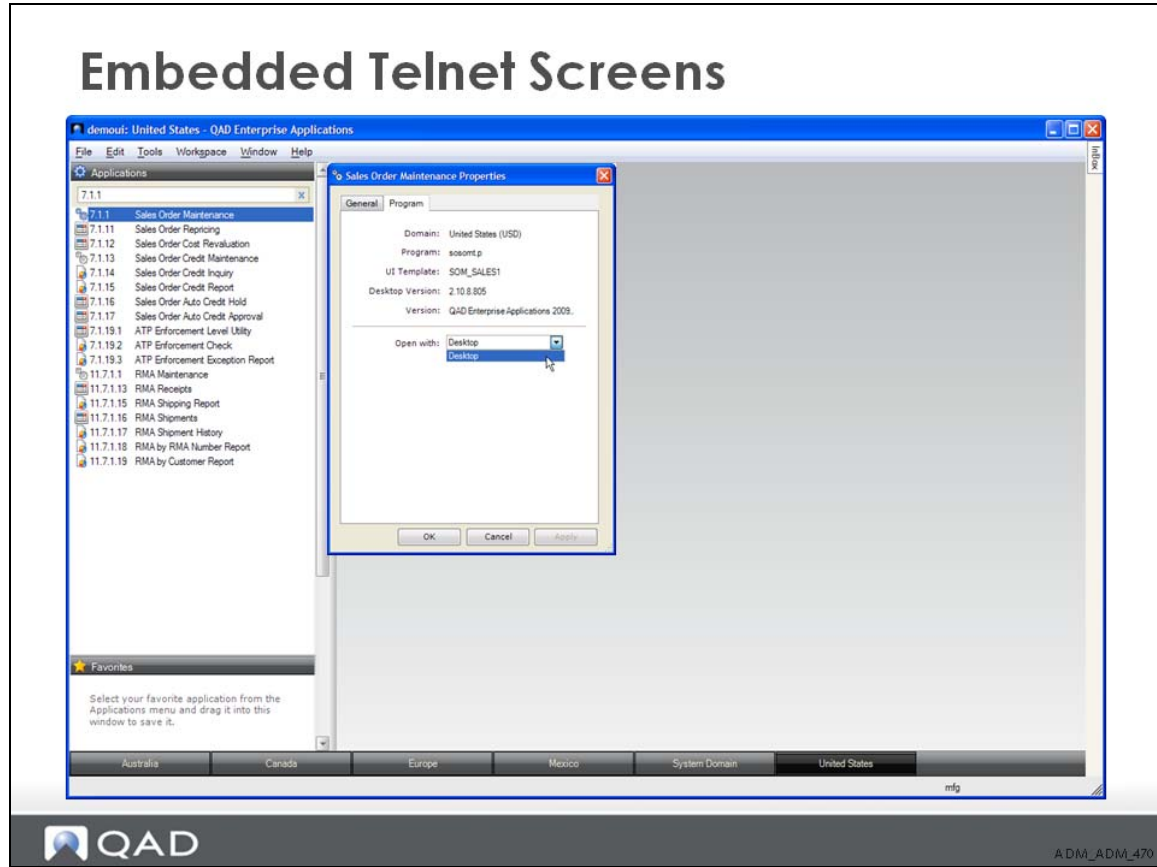 Embedded Telnet Screens
demoui: United States - QAD Enterprise Applications
File Edit Tools Workspace Window Help
Applications
7.1.1
7.1.1 Sales Order Maintenance
7.1.11 Sales Order Repricing
7.1.12 Sales Order Cost Revaluation
7.1.13 Sales Order Credit Maintenance
7.1.14 Sales Order Credit Inquiry
7.1.15 Sales Order Credit Report
7.1.16 Sales Order Auto Credit Hold
7.1.17 Sales Order Auto Credit Approval
7.1.19.1 ATP Enforcement Level Utility
7.1.19.2 ATP Enforcement Check
7.1.19.3 ATP Enforcement Exception Report
11.7.1.1 RMA Maintenance
11.7.1.13 RMA Receipts
11.7.1.15 RMA Shipping Report
11.7.1.16 RMA Shipments
11.7.1.17 RMA Shipment History
11.7.1.18 RMA by RMA Number Report
11.7.1.19 RMA by Customer Report
Sales Order Maintenance Properties
General Program
Domain: United States (USD)
Program: sosomt.p
UI Template: SOM_SALES1
Desktop Version: 2.10.8.805
Version: QAD Enterprise Applications 2009..
Open with: Desktop
Desktop
OK Cancel Apply
InBox
Favorites
Select your favorite application from the
Applications menu and drag it into this
window to save it.
Australia Canada Europe Mexico System Domain United States
mfg
QAD
ADM_ADM_470